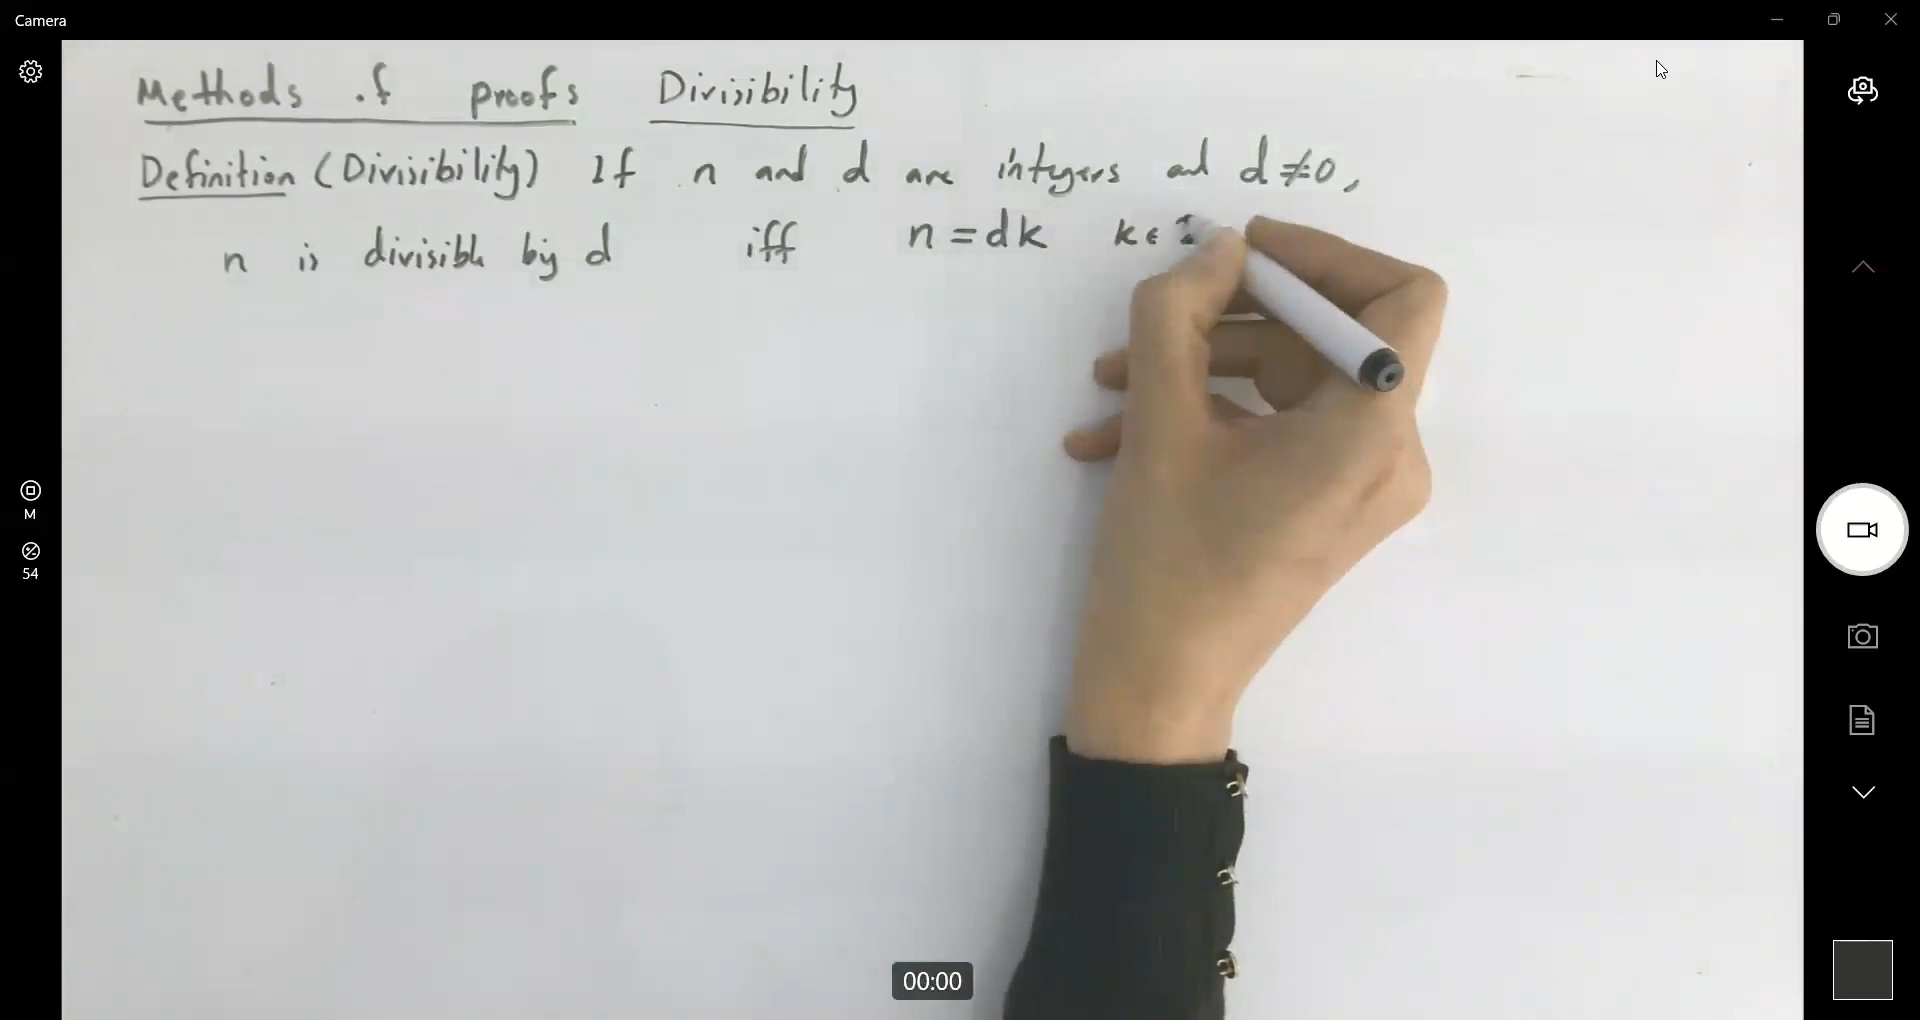 Camera
Methods of proofs Divisibility
Definition (Divisibility) If n and d are integers and d≠0,
n is divisible by d iff n = dk k ∈
M
54
00:00